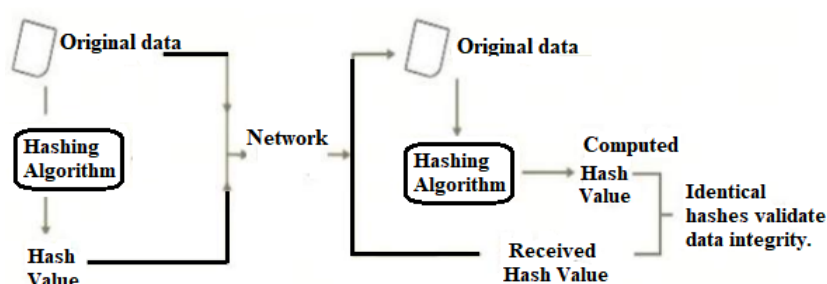 Original data
Hashing
Algorithm
Hash
Value
Network
Original data
Hashing
Algorithm
Computed
Hash
Value
Received
Hash Value
Identical
hashes validate
data integrity.